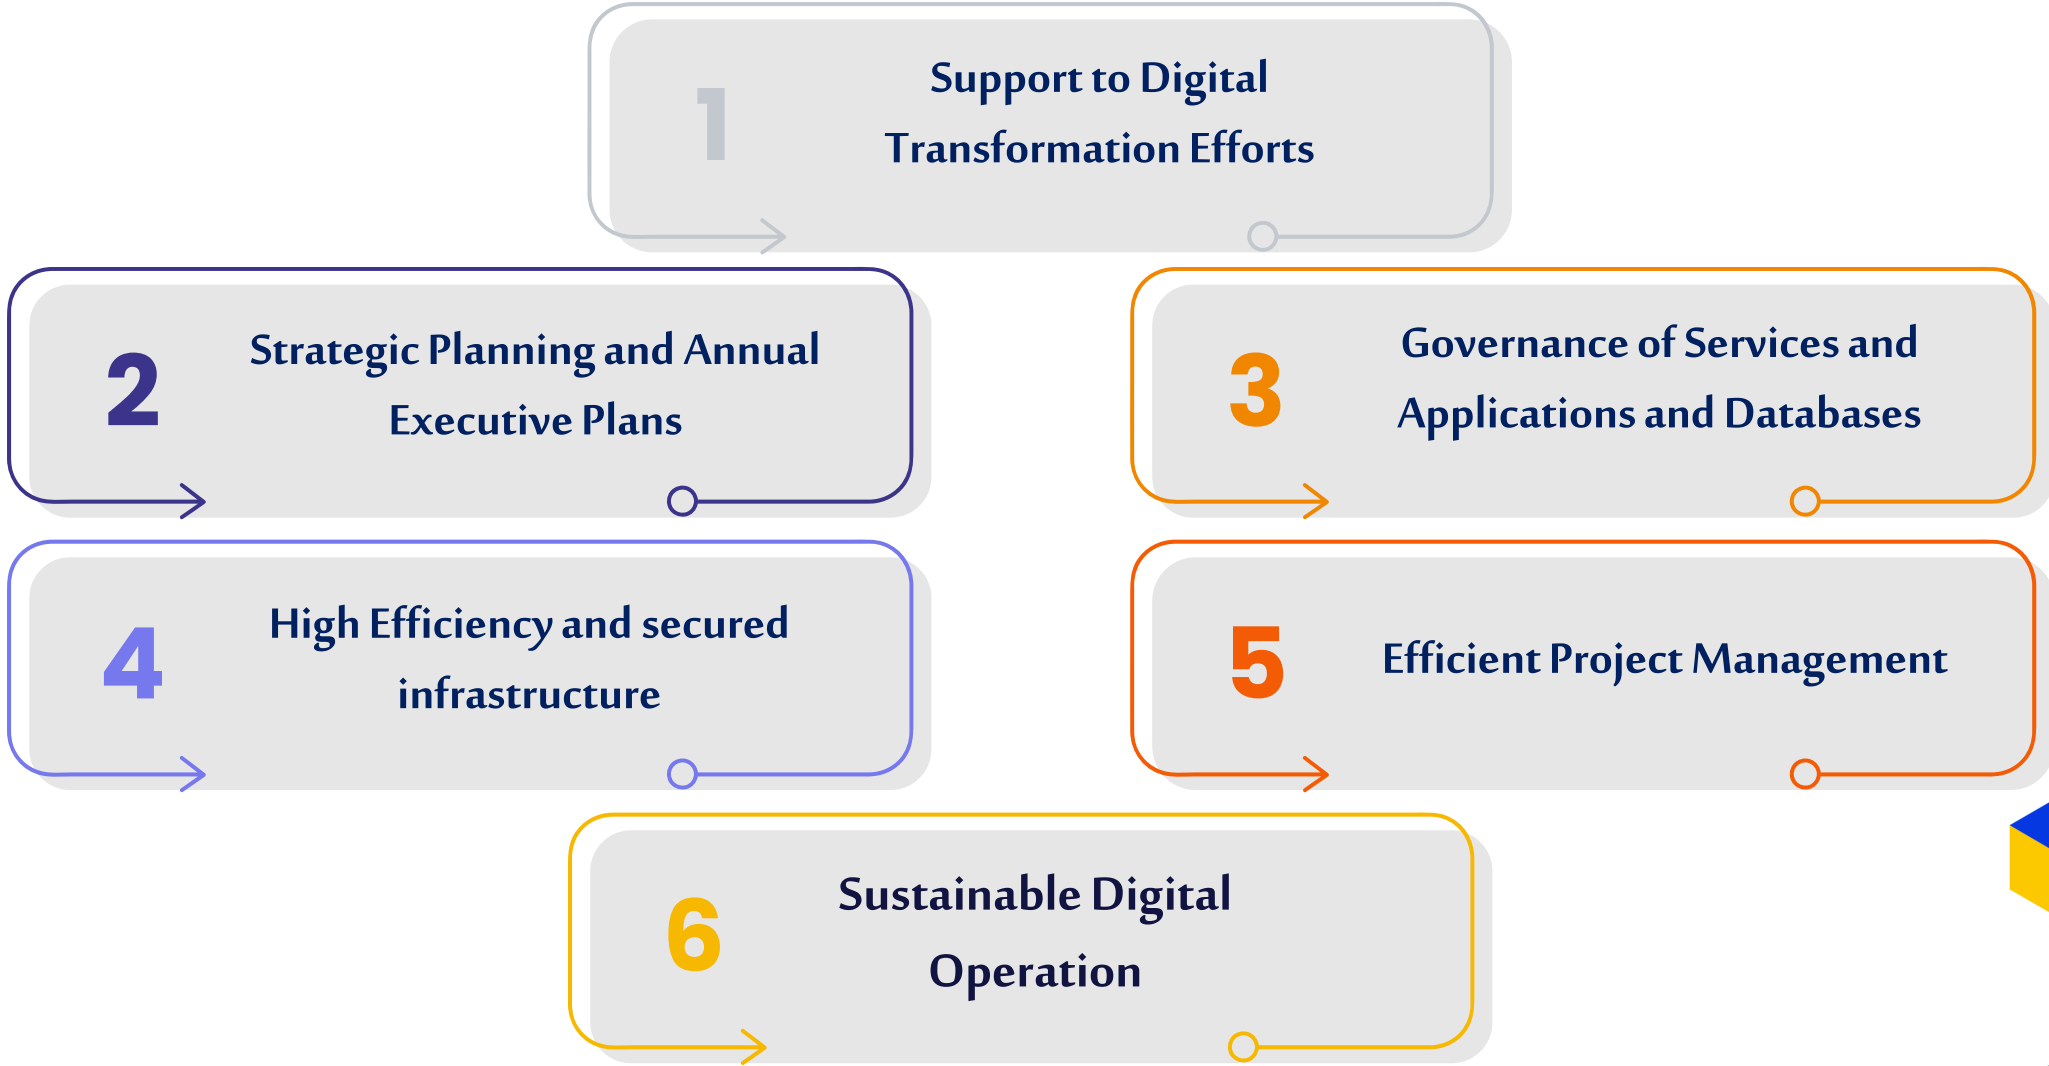 1
Support to Digital
Transformation Efforts
2
Strategic Planning and Annual
Executive Plans
3
Governance of Services and
Applications and Databases
4
High Efficiency and secured
infrastructure
5
Efficient Project Management
6
Sustainable Digital
Operation